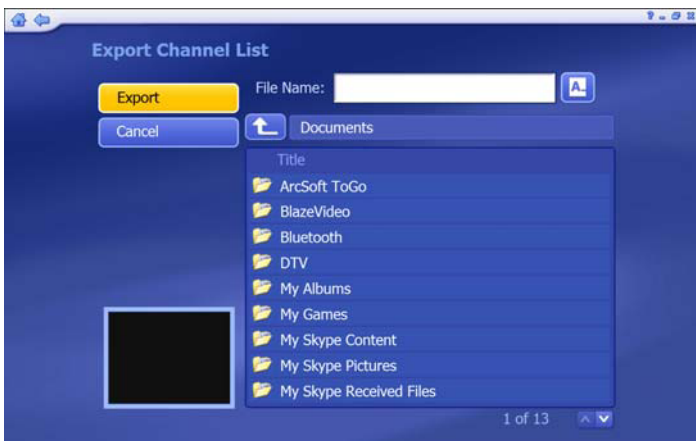 Export Channel List
File Name:
A
Export
Cancel
Documents
Title
ArcSoft ToGo
BlazeVideo
Bluetooth
DTV
My Albums
My Games
My Skype Content
My Skype Pictures
My Skype Received Files
1 of 13